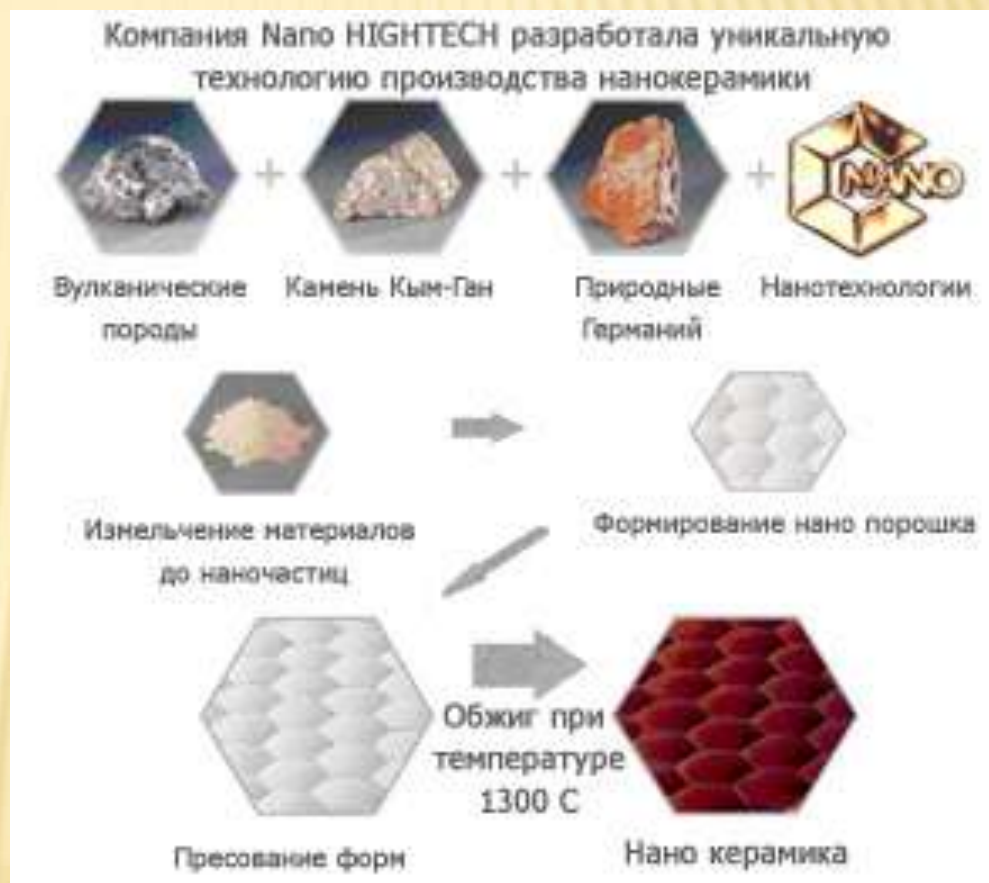 Компания Nano HIGHTECH разработала уникальную
технологию производства нанокерамики
NANO
Вулканические
породы
Камень Кым-Ган
Природные
Германий
Нанотехнологии
Измельчение материалов
до наночастиц
Формирование нано порошка
Обжиг при
температуре
1300 С
Пресование форм
Нано керамика